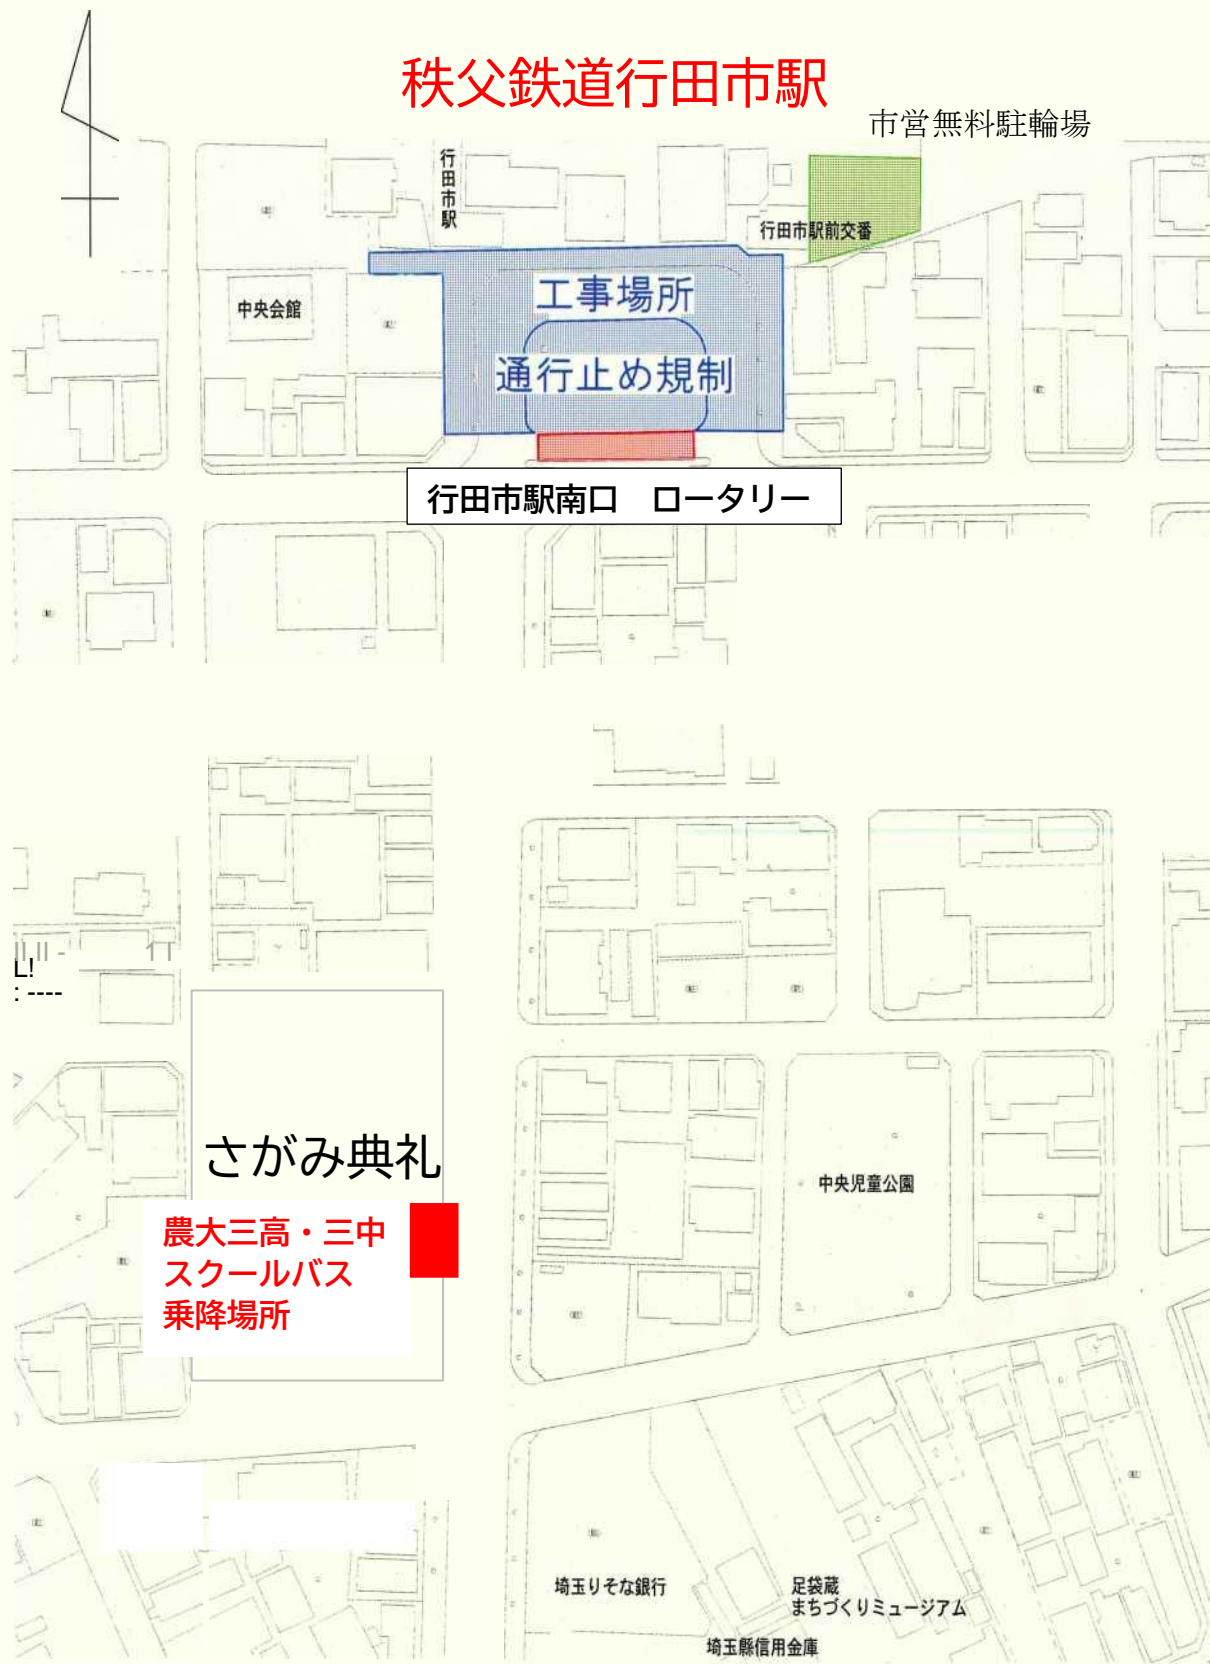 秩父鉄道行田市駅
市営無料駐輪場
行田市駅
行田市駅前交番
工事場所
中央会館
通行止め規制
行田市駅南口　ロータリー
L!
: ----
さがみ典礼
中央児童公園
農大三高・三中
スクールバス
乗降場所
埼玉りそな銀行
足袋蔵
まちづくりミュージアム
埼玉縣信用金庫